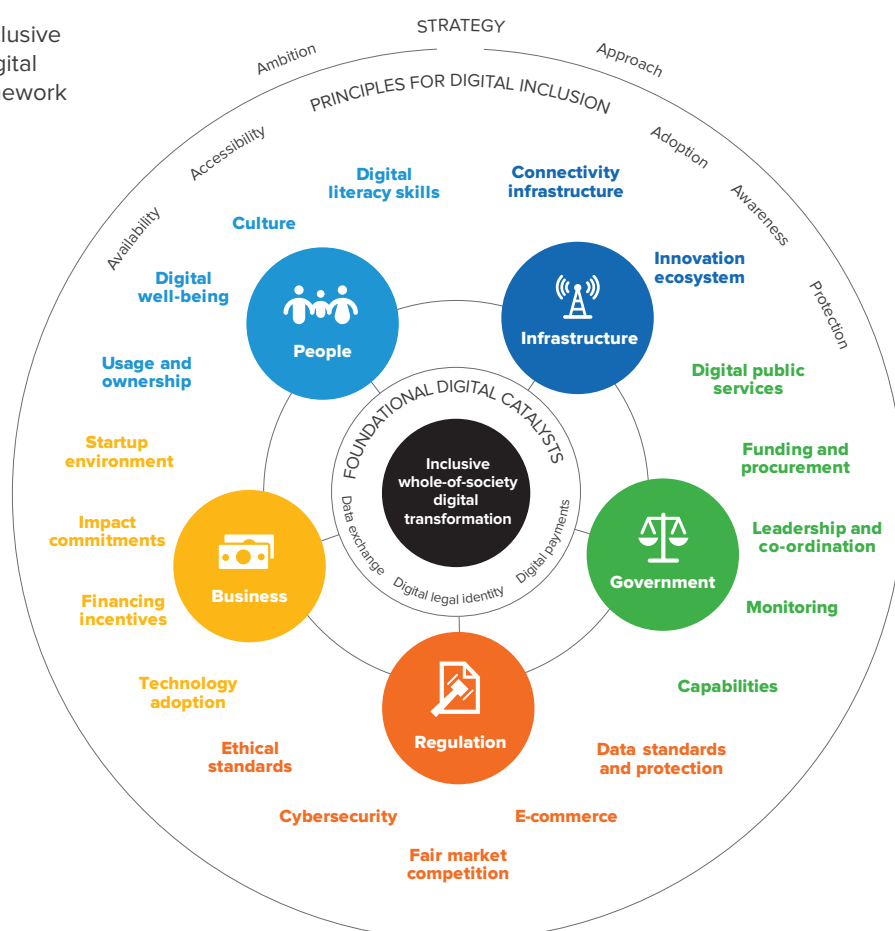 STRATEGY
Ambition
Approach
PRINCIPLES FOR DIGITAL INCLUSION
Availability
Accessibility
Adoption
Awareness
Protection
Digital
literacy skills
Culture
Digital
well-being
Usage and
ownership
People
Connectivity
infrastructure
Innovation
ecosystem
Infrastructure
Digital public
services
Funding and
procurement
Leadership and
co-ordination
Monitoring
Capabilities
Government
Data standards
and protection
E-commerce
Fair market
competition
Cybersecurity
Ethical
standards
Regulation
Startup
environment
Impact
commitments
Financing
incentives
Technology
adoption
Business
FOUNDATIONAL DIGITAL CATALYSTS
Data exchange
Digital legal identity
Digital payments
Inclusive
whole-of-society
digital
transformation